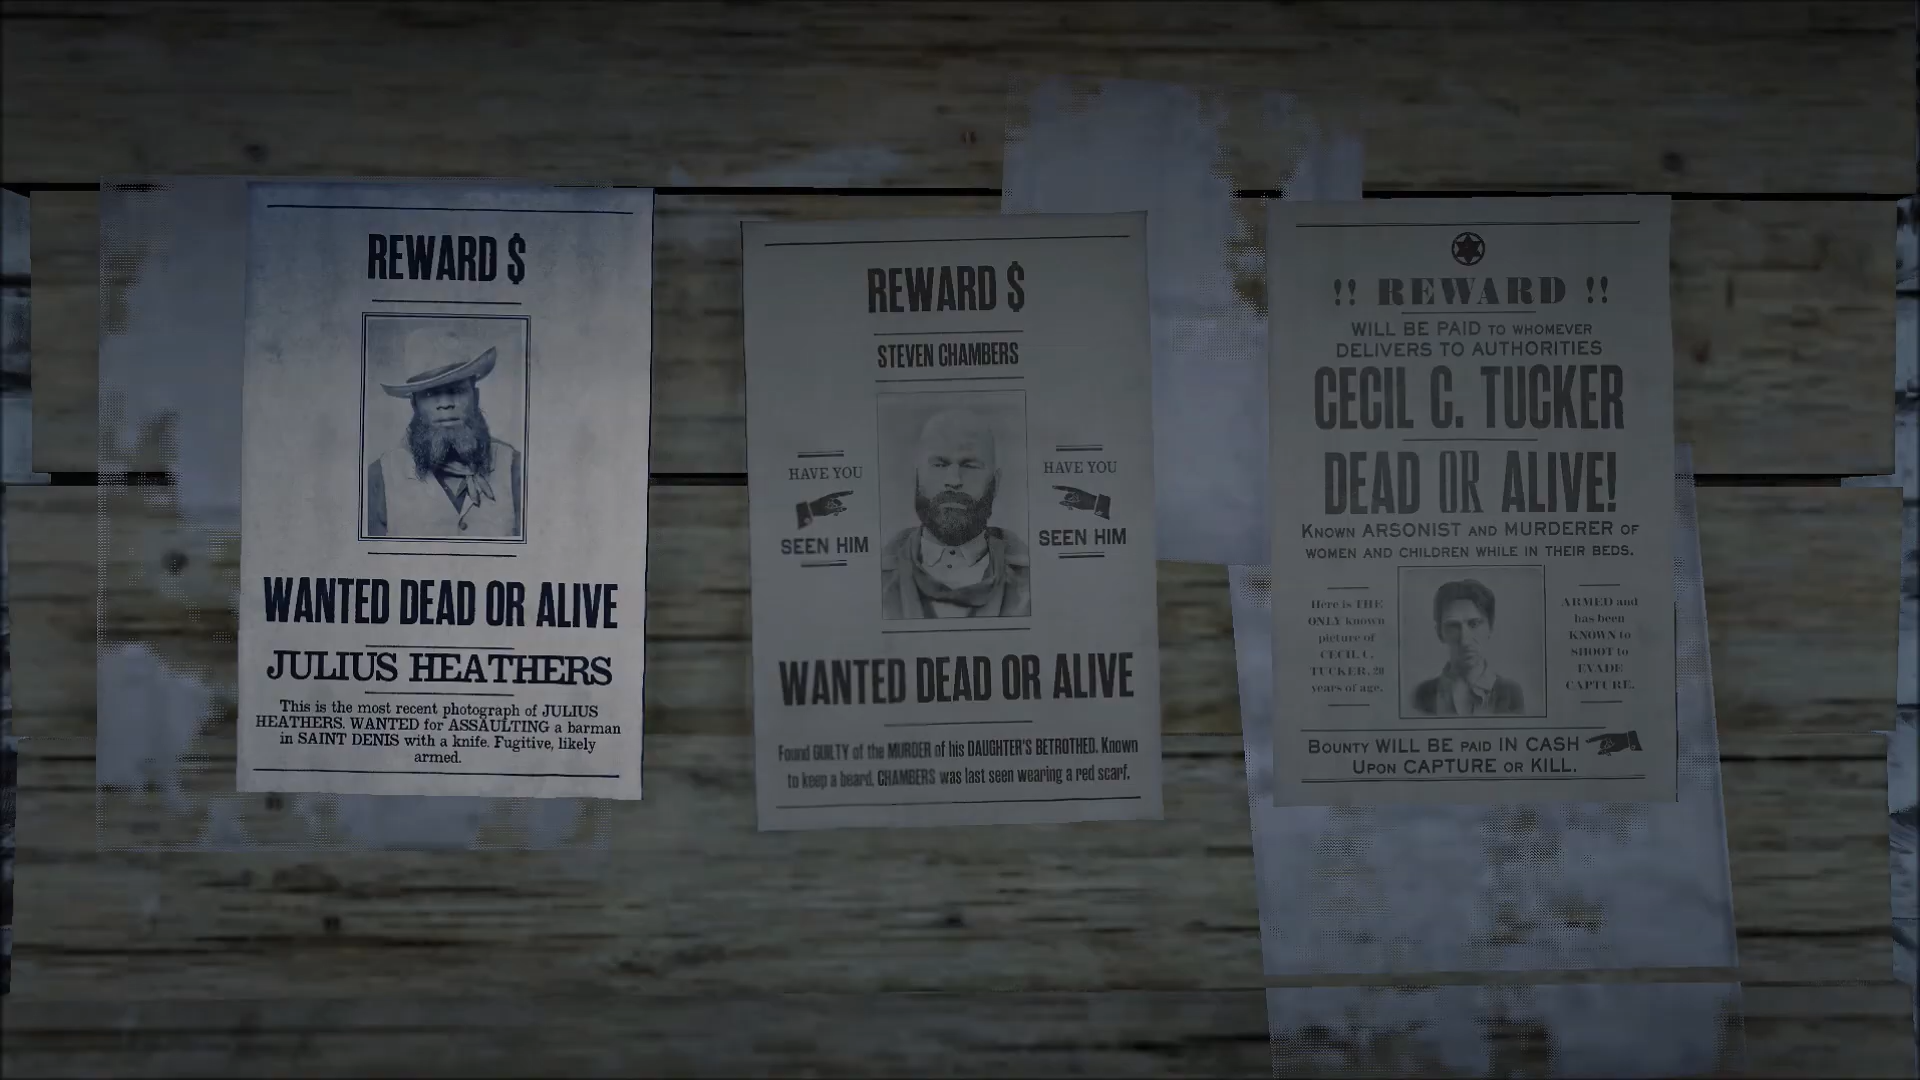 REWARD $
WANTED DEAD OR ALIVE
JULIUS HEATHERS
This is the most recent photograph of JULIUS
HEATHERS. WANTED for ASSAULTING a barman
in SAINT DENIS with a knife. Fugitive, likely
armed.
REWARD $
STEVEN CHAMBERS
HAVE YOU
SEEN HIM
HAVE YOU
SEEN HIM
WANTED DEAD OR ALIVE
Found GUILTY of the MURDER of his DAUGHTER'S BETROTHED. Known
to keep a beard, CHAMBERS was last seen wearing a red scarf.
!! REWARD !!
WILL BE PAID TO WHOMEVER
DELIVERS TO AUTHORITIES
CECIL C. TUCKER
DEAD OR ALIVE!
KNOWN ARSONIST AND MURDERER OF
WOMEN AND CHILDREN WHILE IN THEIR BEDS.
Here is THE
ONLY known
picture of
CECIL C.
TUCKER, 20
years of age.
ARMED and
has been
KNOWN to
SHOOT to
EVADE
CAPTURE.
BOUNTY WILL BE PAID IN CASH
UPON CAPTURE OR KILL.